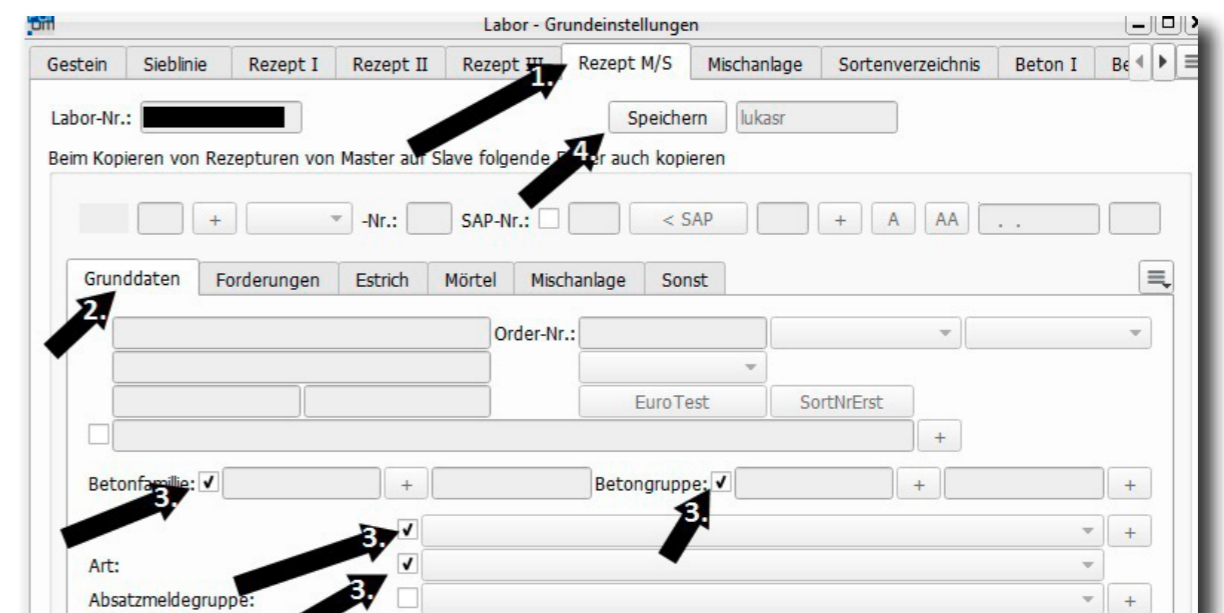 Labor - Grundeinstellungen
Gestein Sieblinie Rezept I Rezept II Rezept III Rezept M/S Mischanlage Sortenverzeichnis Beton I Be
1.
Labor-Nr.: Speichern lukasr
4.
Beim Kopieren von Rezepturen von Master auf Slave folgende auch kopieren
+ -Nr.: SAP-Nr.: < SAP + A AA . .
Grunddaten Forderungen Estrich Mörtel Mischanlage Sonst
2.
Order-Nr.:
EuroTest SortNrErst
+
Betonfamilie: + Betongruppe: + +
3. 3.
3. +
Art:
3.
Absatzmeldegruppe: +